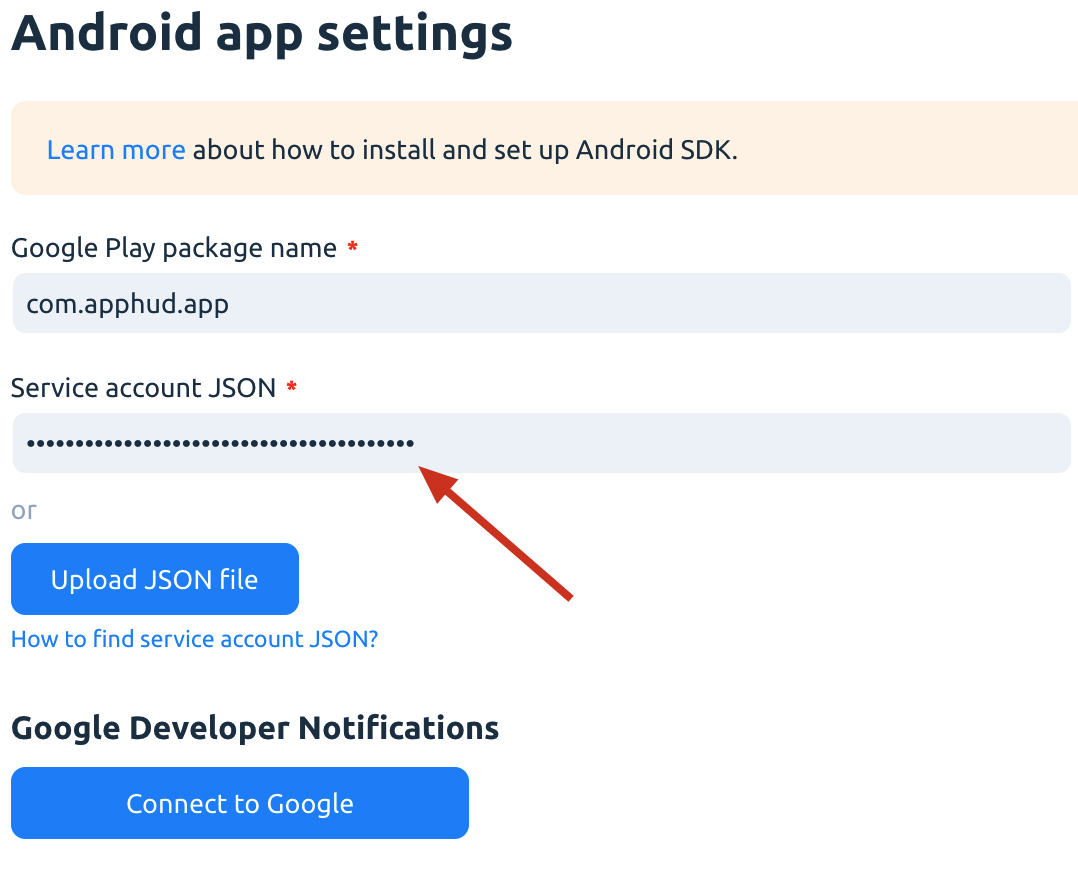 Android app settings
Learn more about how to install and set up Android SDK.
Google Play package name *
com.apphud.app
Service account JSON *
••••••••••••••••••••••••••••••••••••••••
or
Upload JSON file
How to find service account JSON?
Google Developer Notifications
Connect to Google